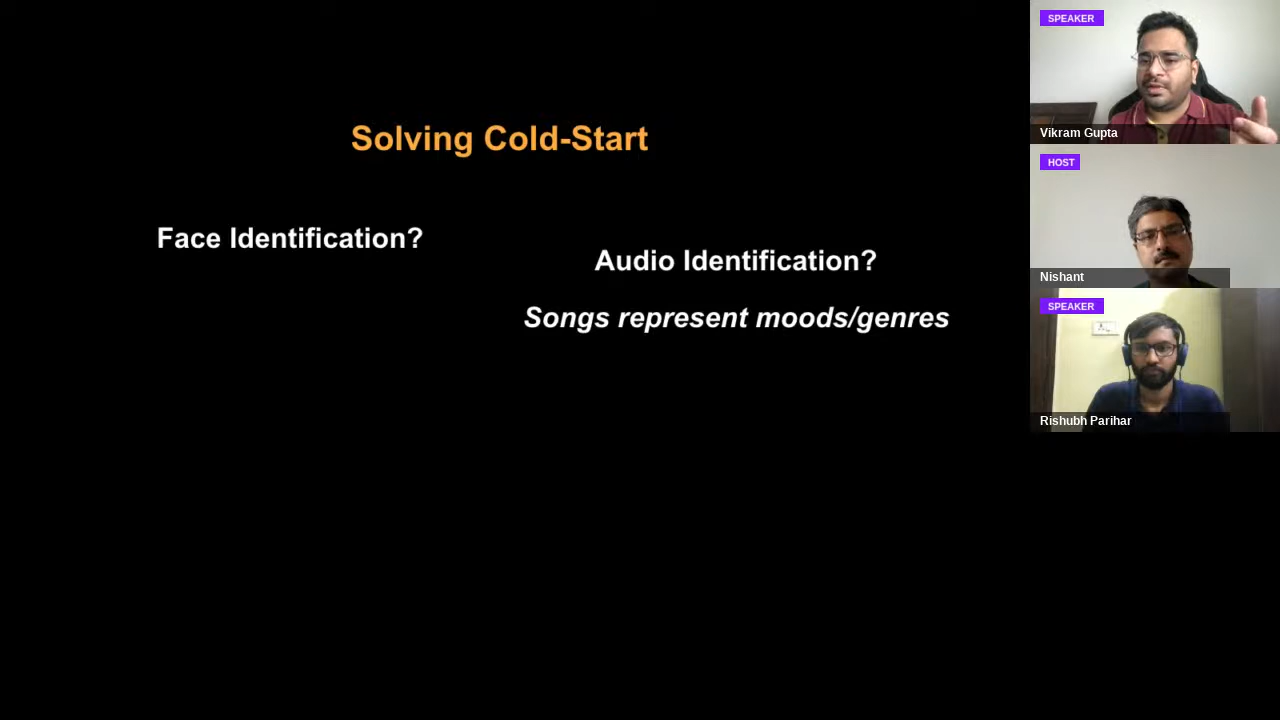 Solving Cold-Start
Face Identification?
Audio Identification?
Songs represent moods/genres
SPEAKER
Vikram Gupta
HOST
Nishant
SPEAKER
Rishubh Parihar